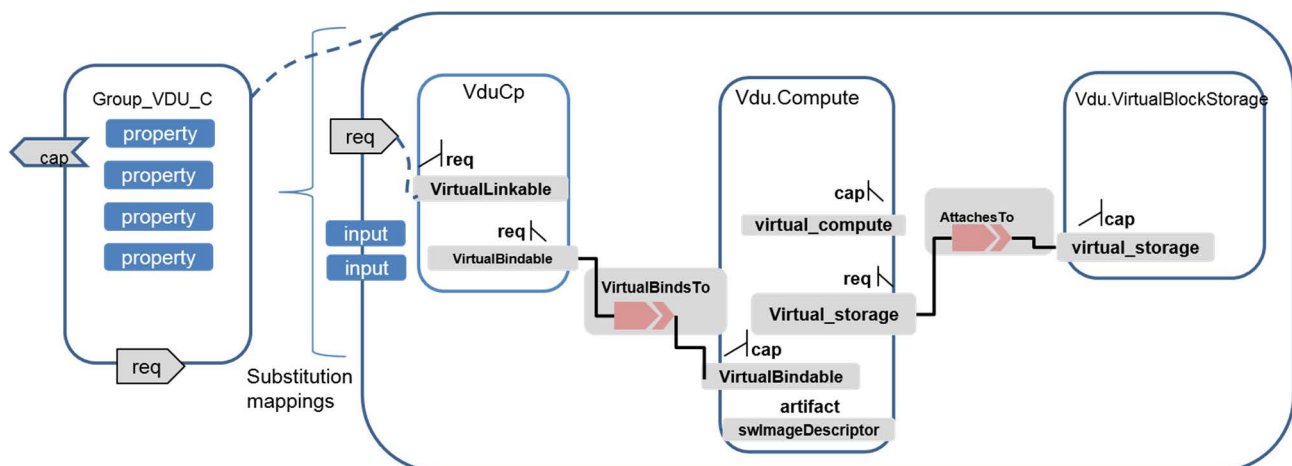 Group_VDU_C
property
property
property
property
cap
req
Substitution
mappings
req
input
input
VduCp
req
VirtualLinkable
req
VirtualBindable
VirtualBindsTo
Vdu.Compute
cap
virtual_compute
req
Virtual_storage
cap
VirtualBindable
artifact
swImageDescriptor
AttachesTo
Vdu.VirtualBlockStorage
cap
virtual_storage